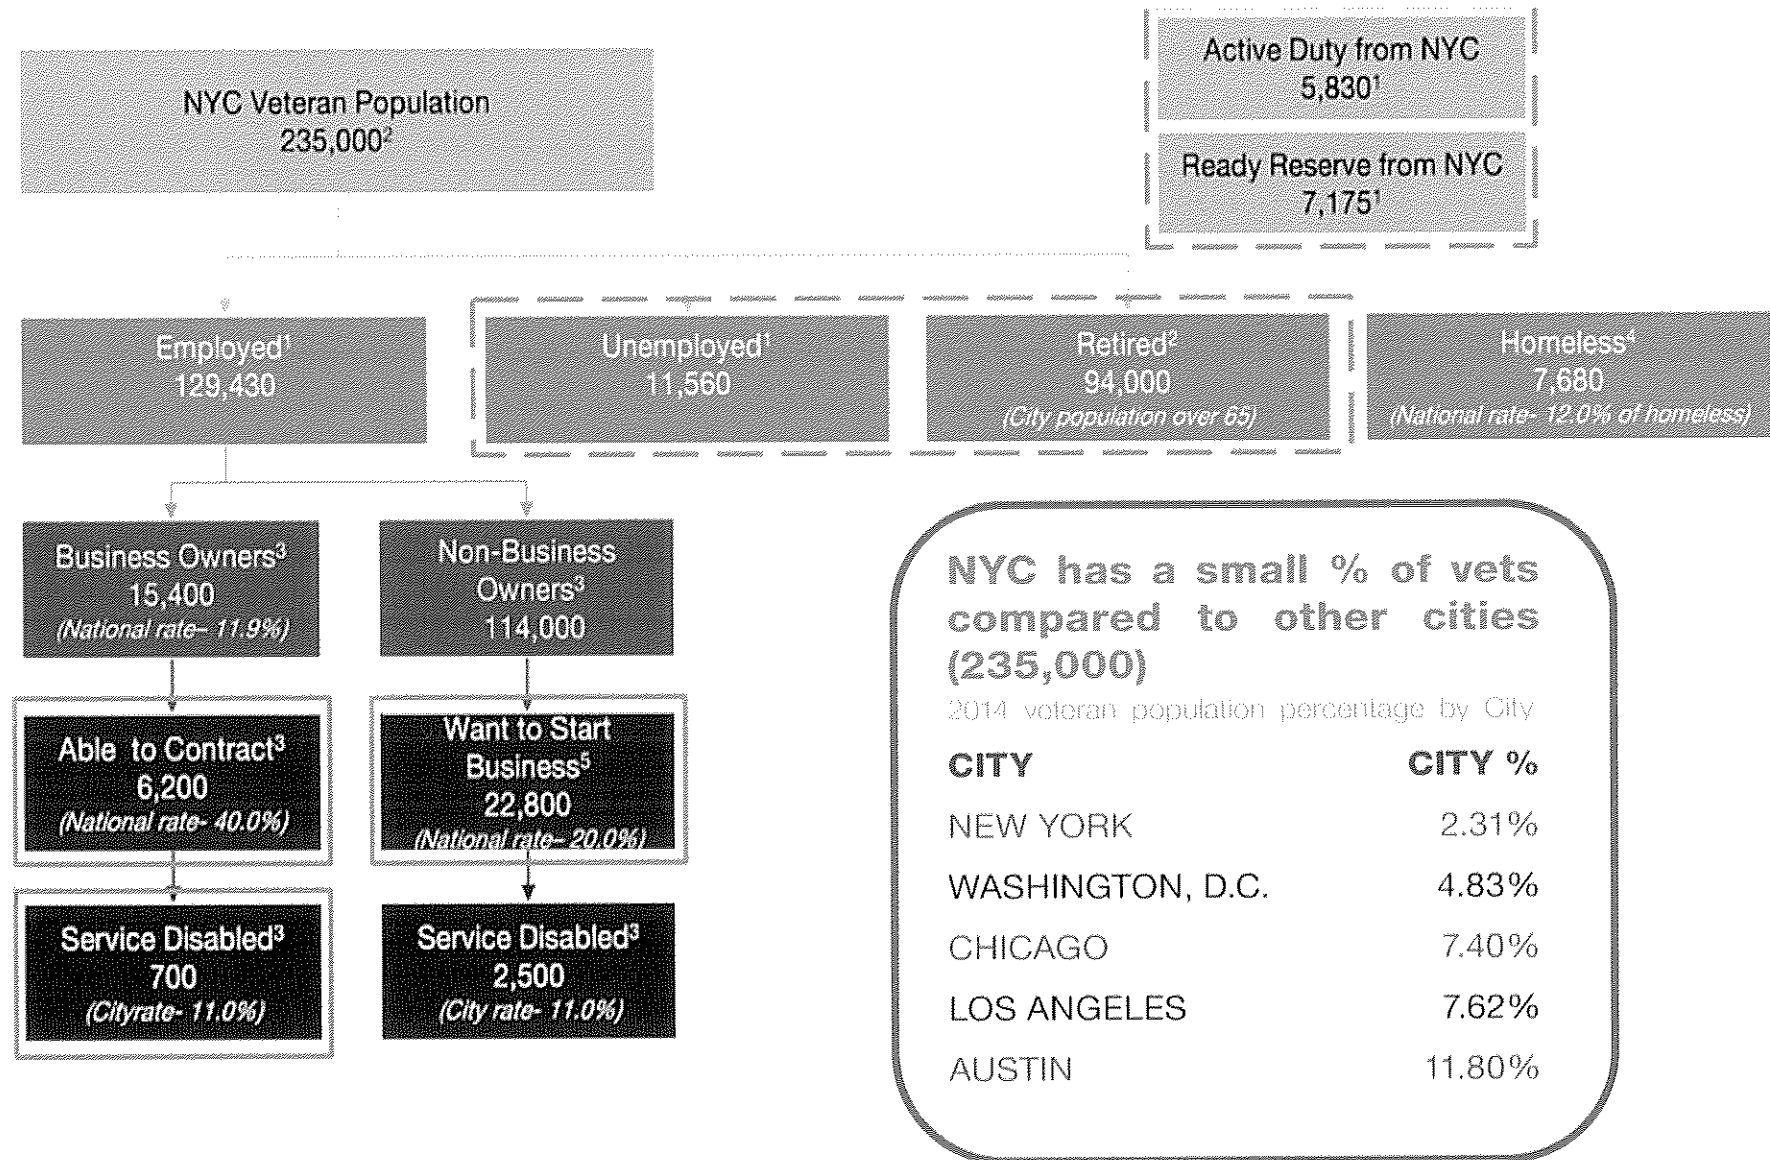 Active Duty from NYC
5,830¹
NYC Veteran Population
235,000²
Ready Reserve from NYC
7,175¹
Employed¹
129,430
Unemployed¹
11,560
Retired²
94,000
(City population over 65)
Homeless⁴
7,680
(National rate- 12.0% of homeless)
Business Owners³
15,400
(National rate– 11.9%)
Non-Business
Owners³
114,000
Able to Contract³
6,200
(National rate- 40.0%)
Want to Start
Business⁵
22,800
(National rate– 20.0%)
Service Disabled³
700
(Cityrate- 11.0%)
Service Disabled³
2,500
(City rate- 11.0%)
NYC has a small % of vets
compared to other cities
(235,000)
2014 veteran population percentage by City
CITY CITY %
NEW YORK 2.31%
WASHINGTON, D.C. 4.83%
CHICAGO 7.40%
LOS ANGELES 7.62%
AUSTIN 11.80%